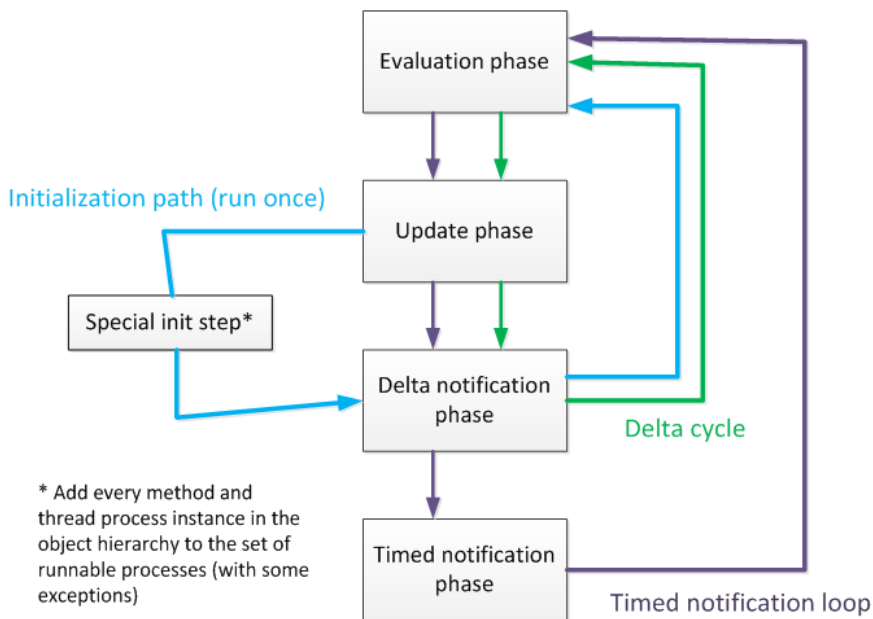 Evaluation phase
Initialization path (run once)
Update phase
Special init step*
Delta notification
phase
Delta cycle
* Add every method and
thread process instance in the
object hierarchy to the set of
runnable processes (with some
exceptions)
Timed notification
phase
Timed notification loop